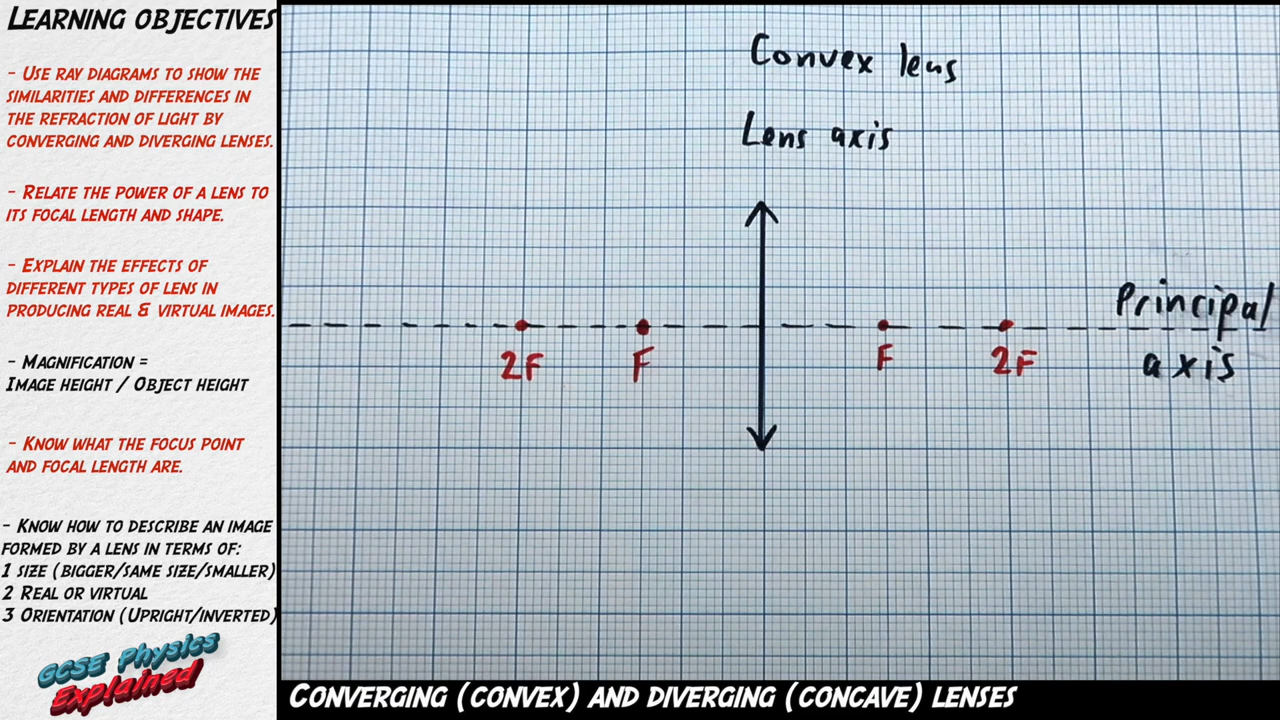 LEARNING OBJECTIVES
- USE RAY DIAGRAMS TO SHOW THE
SIMILARITIES AND DIFFERENCES IN
THE REFRACTION OF LIGHT BY
CONVERGING AND DIVERGING LENSES.
- RELATE THE POWER OF A LENS TO
ITS FOCAL LENGTH AND SHAPE.
- EXPLAIN THE EFFECTS OF
DIFFERENT TYPES OF LENS IN
PRODUCING REAL & VIRTUAL IMAGES.
- MAGNIFICATION =
IMAGE HEIGHT / OBJECT HEIGHT
- KNOW WHAT THE FOCUS POINT
AND FOCAL LENGTH ARE.
- KNOW HOW TO DESCRIBE AN IMAGE
FORMED BY A LENS IN TERMS OF:
1 SIZE (BIGGER/SAME SIZE/SMALLER)
2 REAL OR VIRTUAL
3 ORIENTATION (UPRIGHT/INVERTED)
GCSE Physics
Explained
Convex lens
Lens axis
Principal
axis
2F F F 2F
CONVERGING (CONVEX) AND DIVERGING (CONCAVE) LENSES